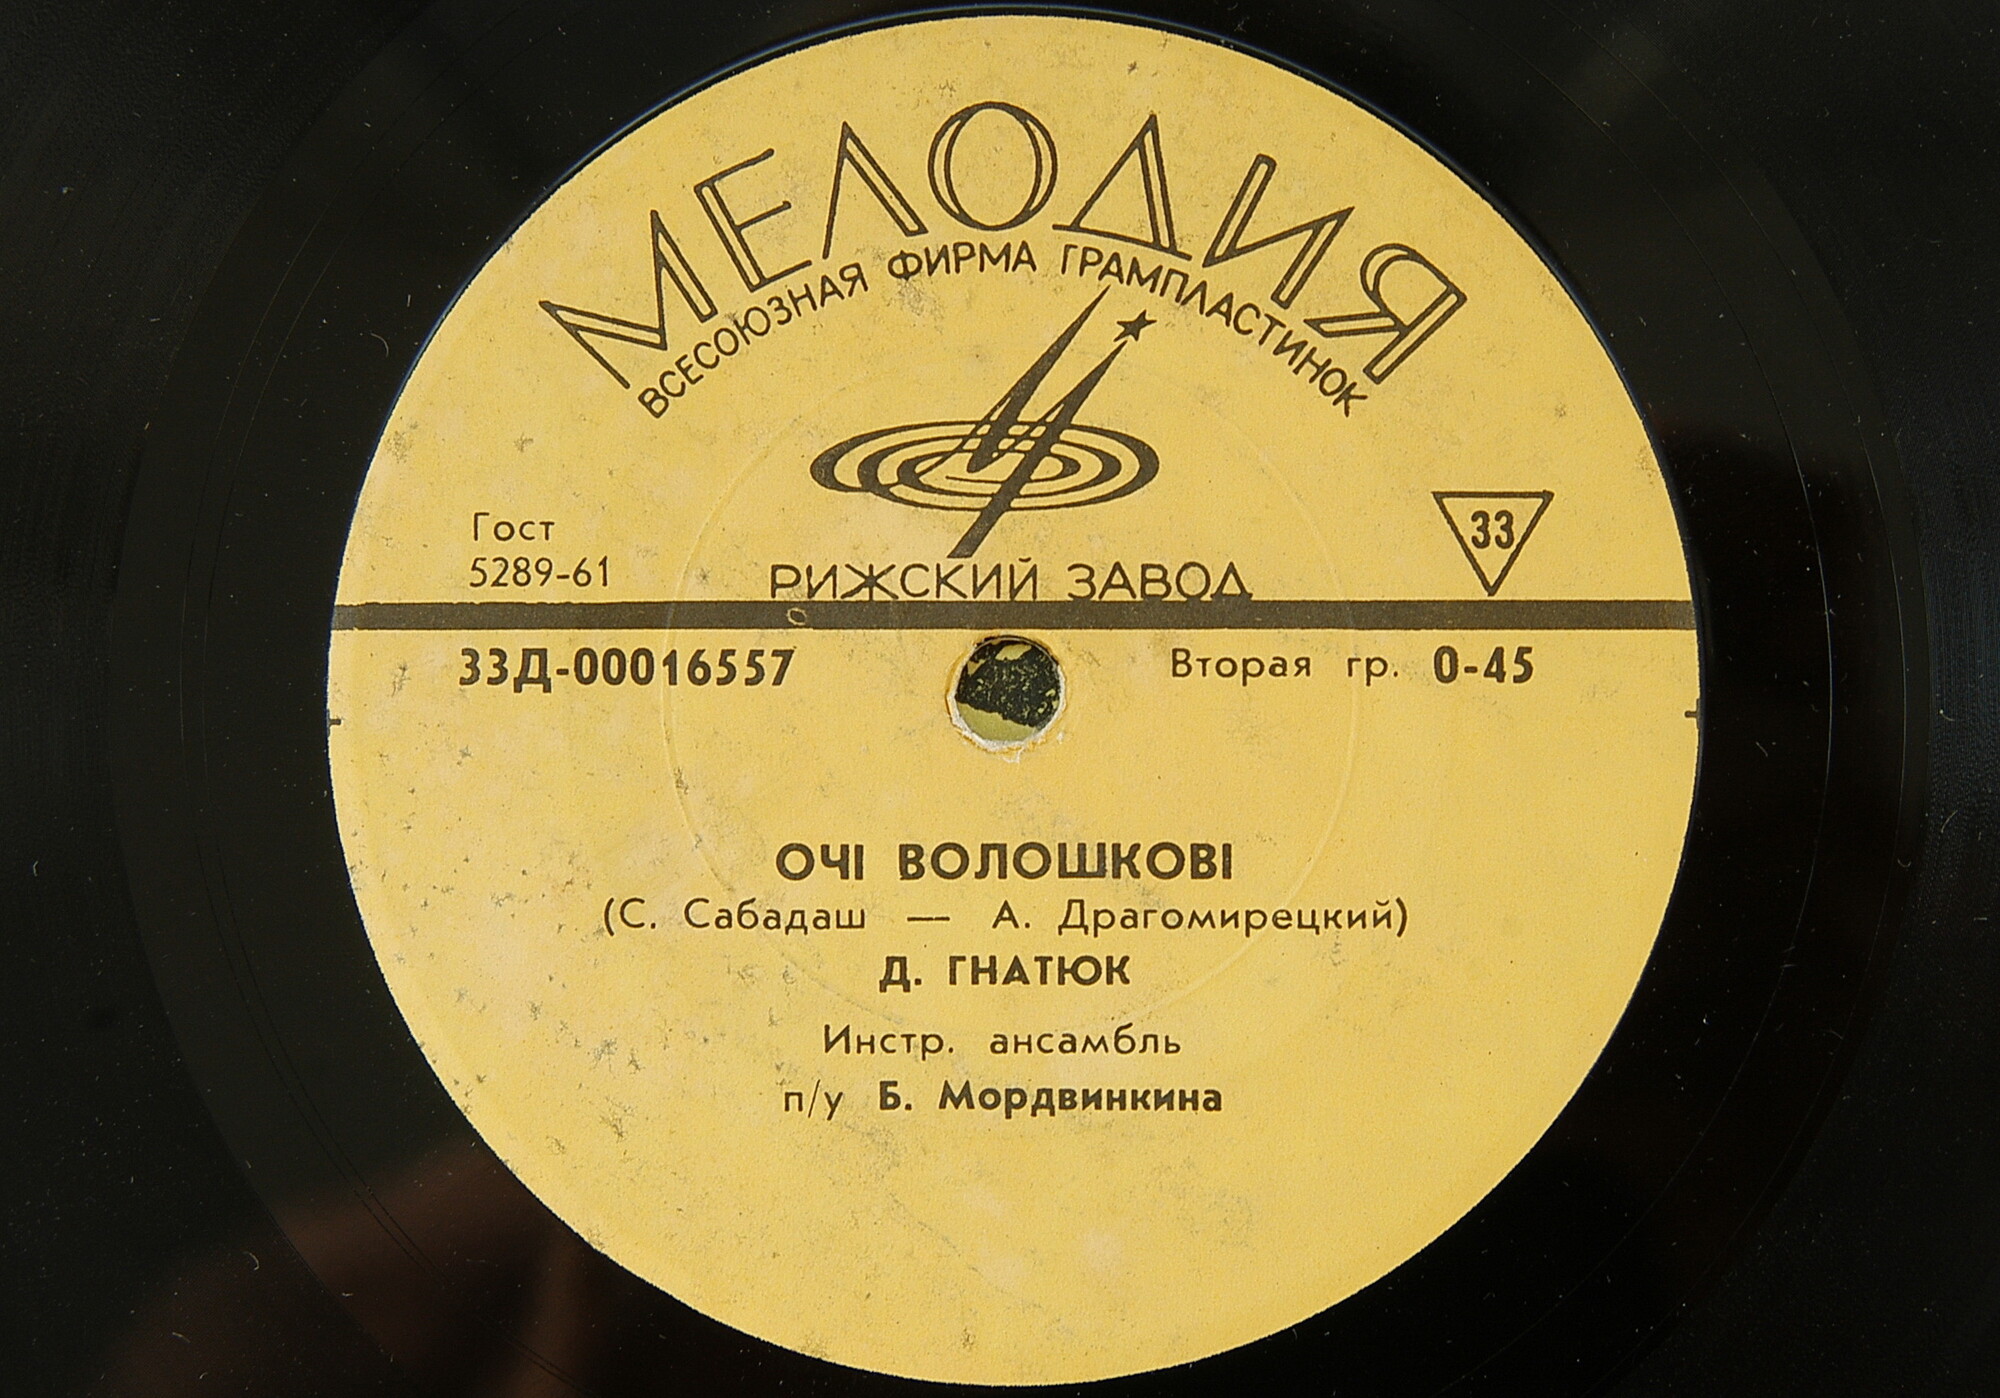 МЕЛОДИЯ
ВСЕСОЮЗНАЯ ФИРМА ГРАМПЛАСТИНОК
Гост
5289-61
33
РИЖСКИЙ ЗАВОД
33Д-00016557
Вторая гр. 0-45
ОЧІ ВОЛОШКОВІ
(С. Сабадаш — А. Драгомирецкий)
Д. ГНАТЮК
Инстр. ансамбль
п/у Б. Мордвинкина